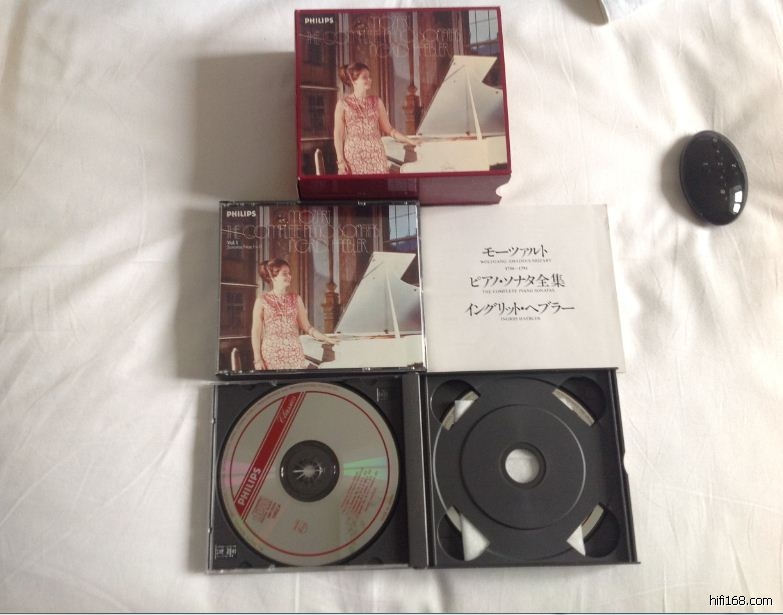 PHILIPS
MOZART
THE COMPLETE PIANO SONATAS
INGRID HAEBLER
PHILIPS
MOZART
THE COMPLETE PIANO SONATAS
INGRID HAEBLER
Vol.1
モーツァルト
WOLFGANG AMADEUS MOZART
1756–1791
ピアノ・ソナタ全集
THE COMPLETE PIANO SONATAS
イングリット・ヘブラー
INGRID HAEBLER
Classics
PHILIPS
hifi168.com